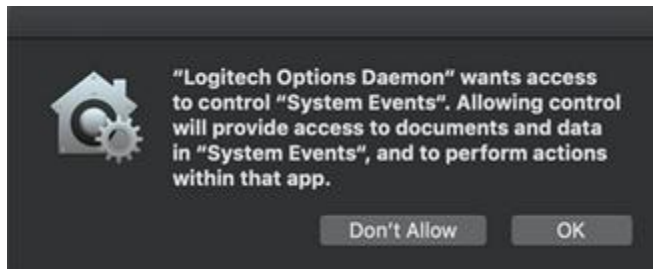 "Logitech Options Daemon" wants access
to control "System Events". Allowing control
will provide access to documents and data
in "System Events", and to perform actions
within that app.
Don't Allow
OK